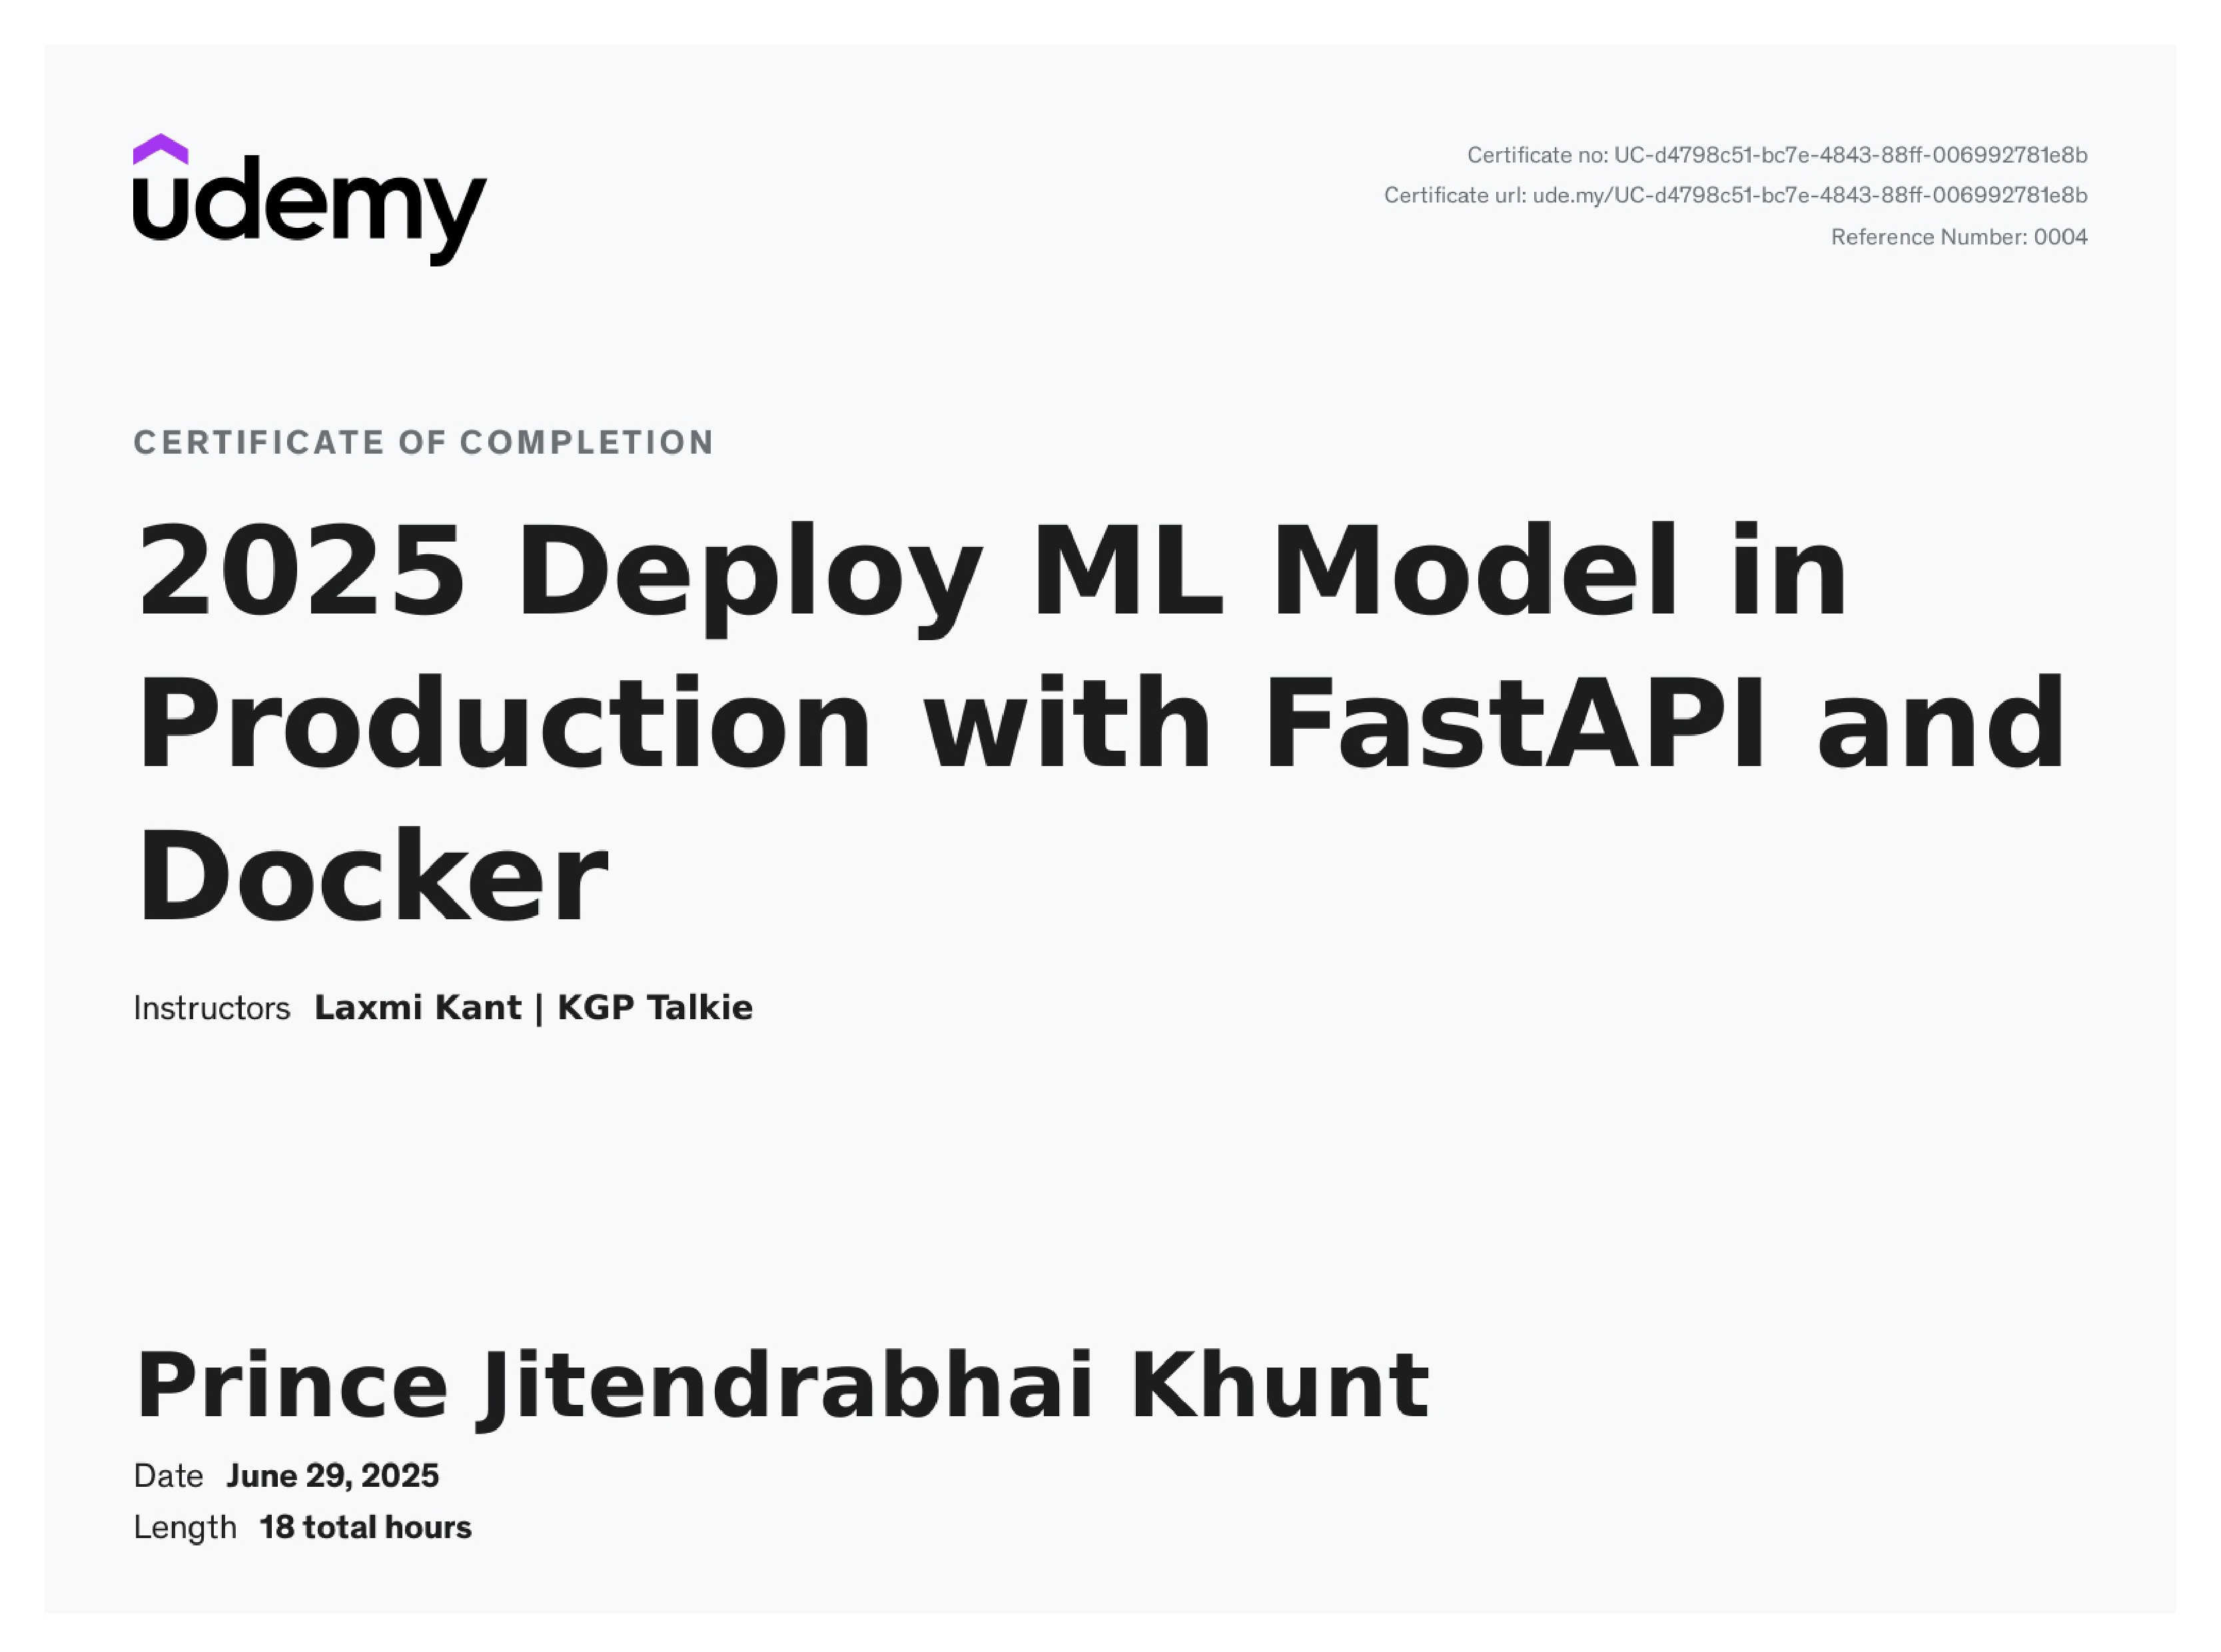 udemy
Certificate no: UC-d4798c51-bc7e-4843-88ff-006992781e8b
Certificate url: ude.my/UC-d4798c51-bc7e-4843-88ff-006992781e8b
Reference Number: 0004
CERTIFICATE OF COMPLETION
2025 Deploy ML Model in
Production with FastAPI and
Docker
Instructors Laxmi Kant | KGP Talkie
Prince Jitendrabhai Khunt
Date June 29, 2025
Length 18 total hours